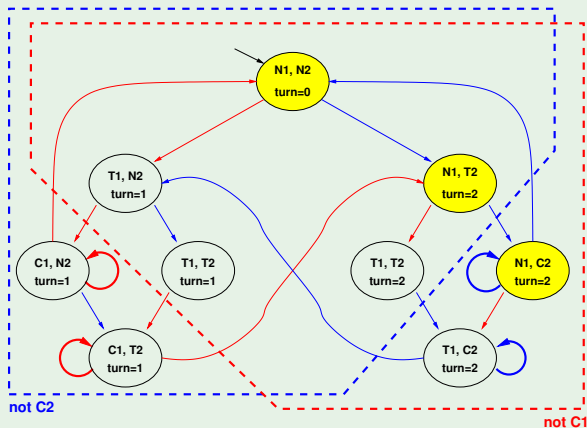 N1, N2
turn=0
T1, N2
turn=1
N1, T2
turn=2
C1, N2
turn=1
T1, T2
turn=1
T1, T2
turn=2
N1, C2
turn=2
C1, T2
turn=1
T1, C2
turn=2
not C2
not C1